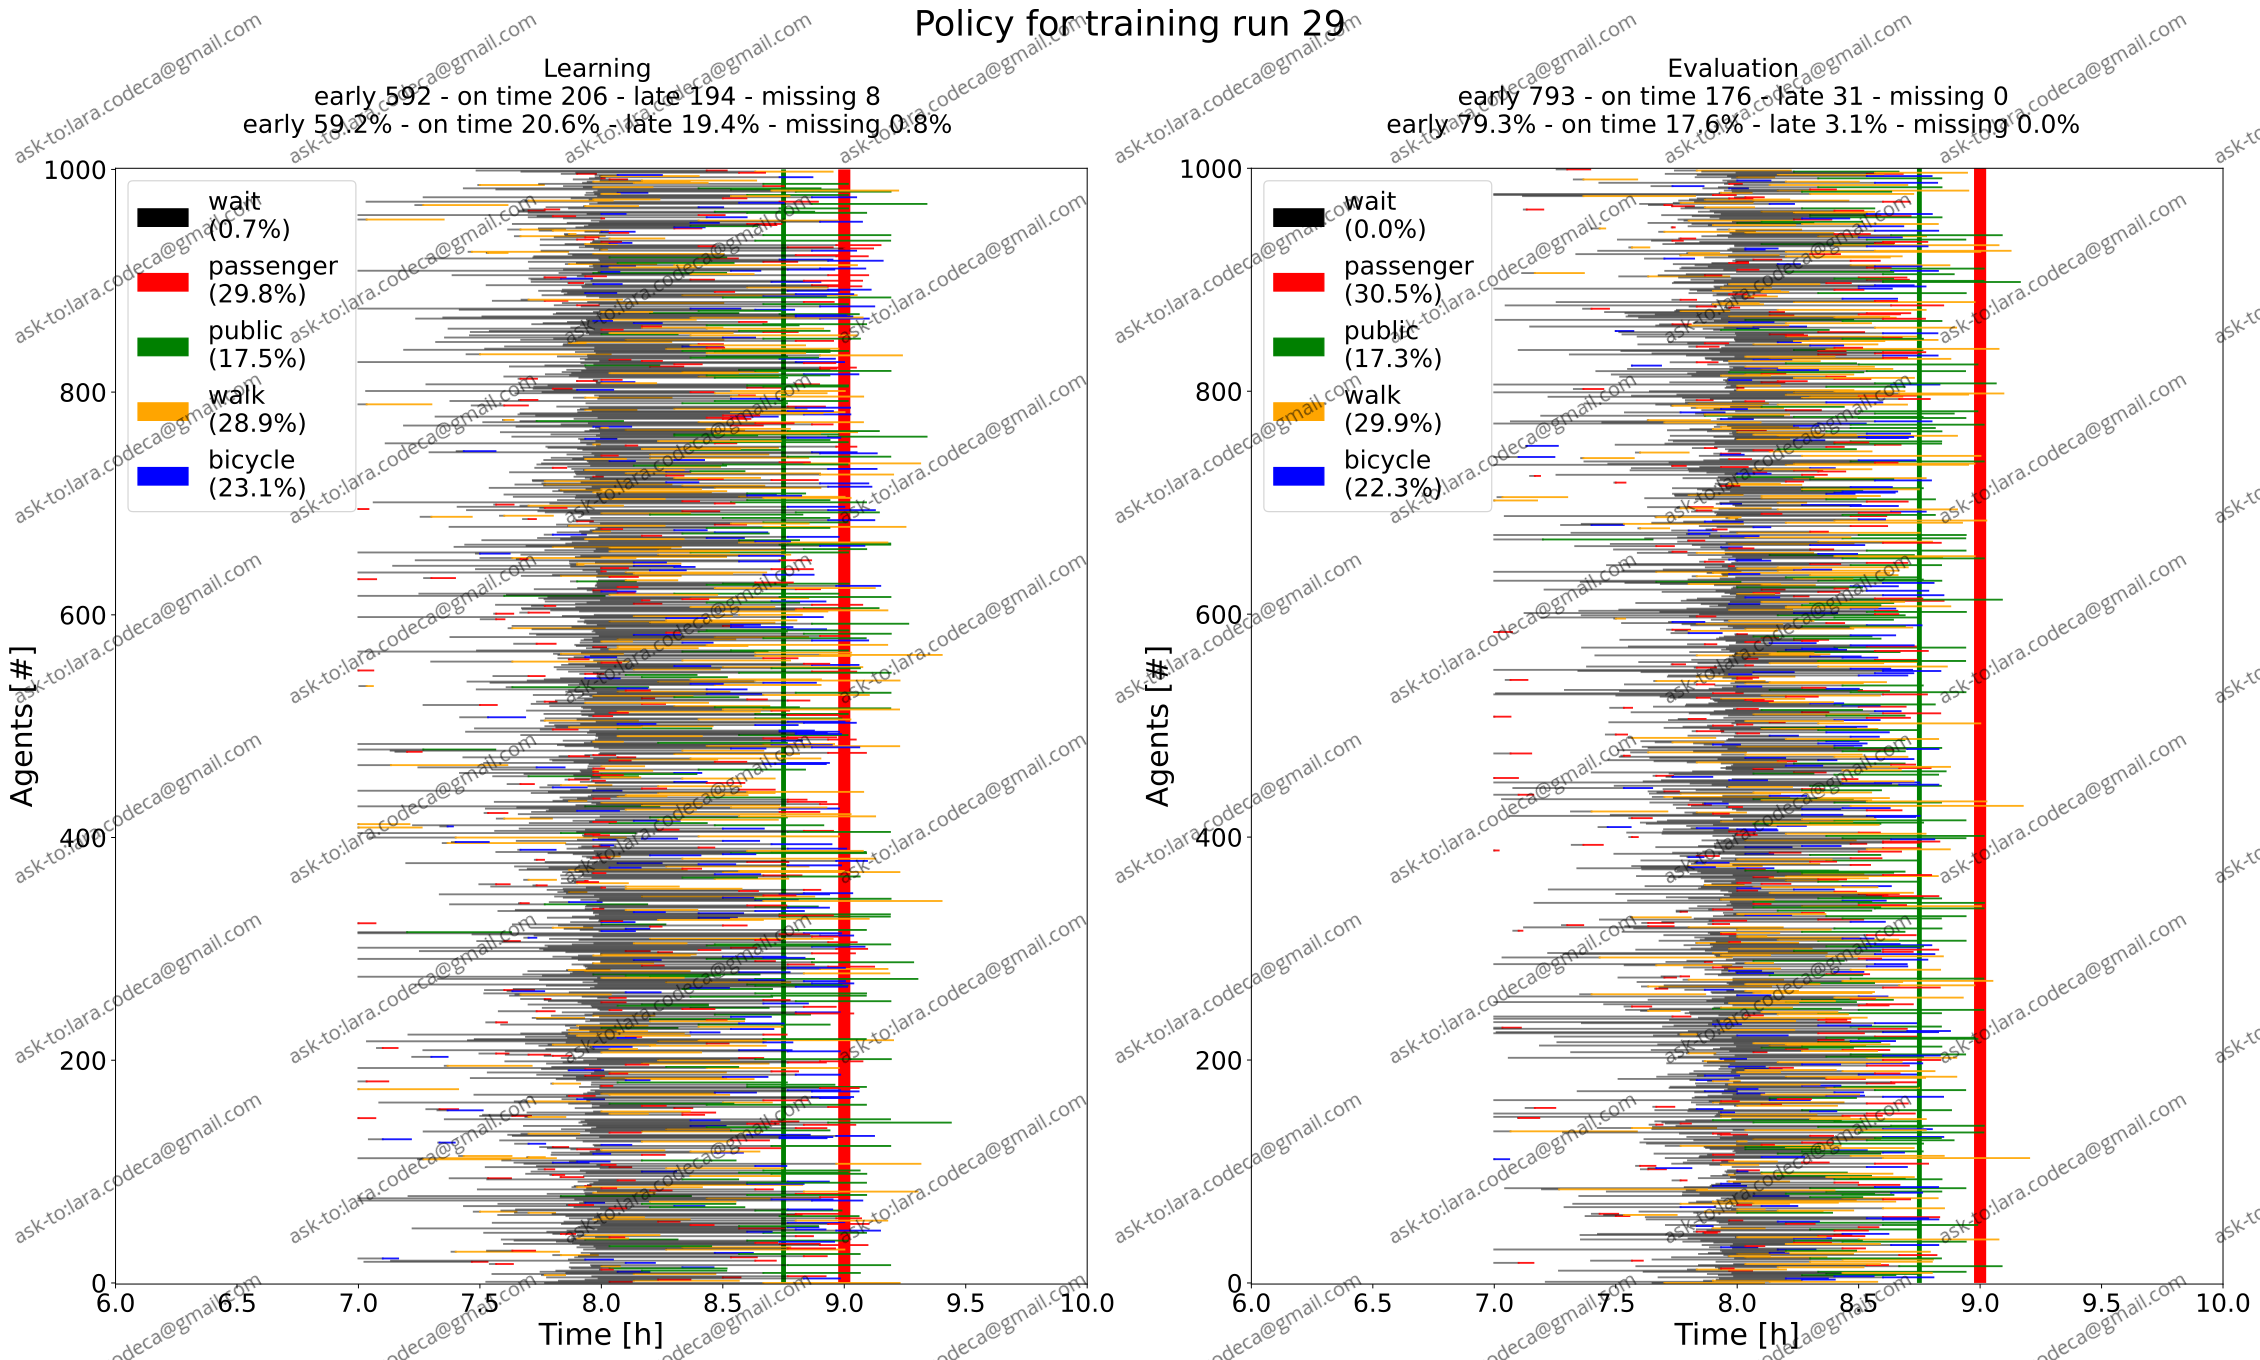 Policy for training run 29
Learning
early 592 - on time 206 - late 194 - missing 8
early 59.2% - on time 20.6% - late 19.4% - missing 0.8%
1000
800
600
400
200
0
Agents [#]
wait
(0.7%)
passenger
(29.8%)
public
(17.5%)
walk
(28.9%)
bicycle
(23.1%)
6.0 6.5 7.0 7.5 8.0 8.5 9.0 9.5 10.0
Time [h]
Evaluation
early 793 - on time 176 - late 31 - missing 0
early 79.3% - on time 17.6% - late 3.1% - missing 0.0%
1000
800
600
400
200
0
Agents [#]
wait
(0.0%)
passenger
(30.5%)
public
(17.3%)
walk
(29.9%)
bicycle
(22.3%)
6.0 6.5 7.0 7.5 8.0 8.5 9.0 9.5 10.0
Time [h]
ask-to:lara.codeca@gmail.com